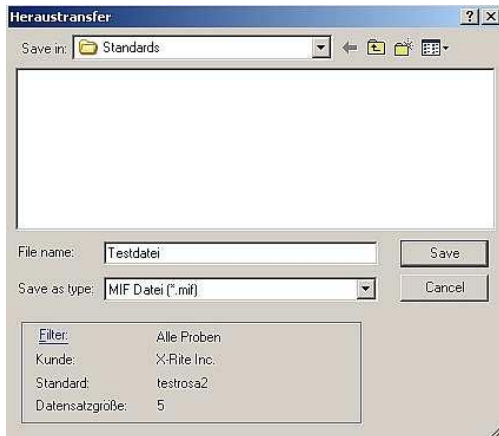 Heraustransfer
Save in: Standards
File name: Testdatei
Save
Save as type: MIF Datei (*.mif)
Cancel
Filter: Alle Proben
Kunde: X-Rite Inc.
Standard: testrosa2
Datensatzgröße: 5